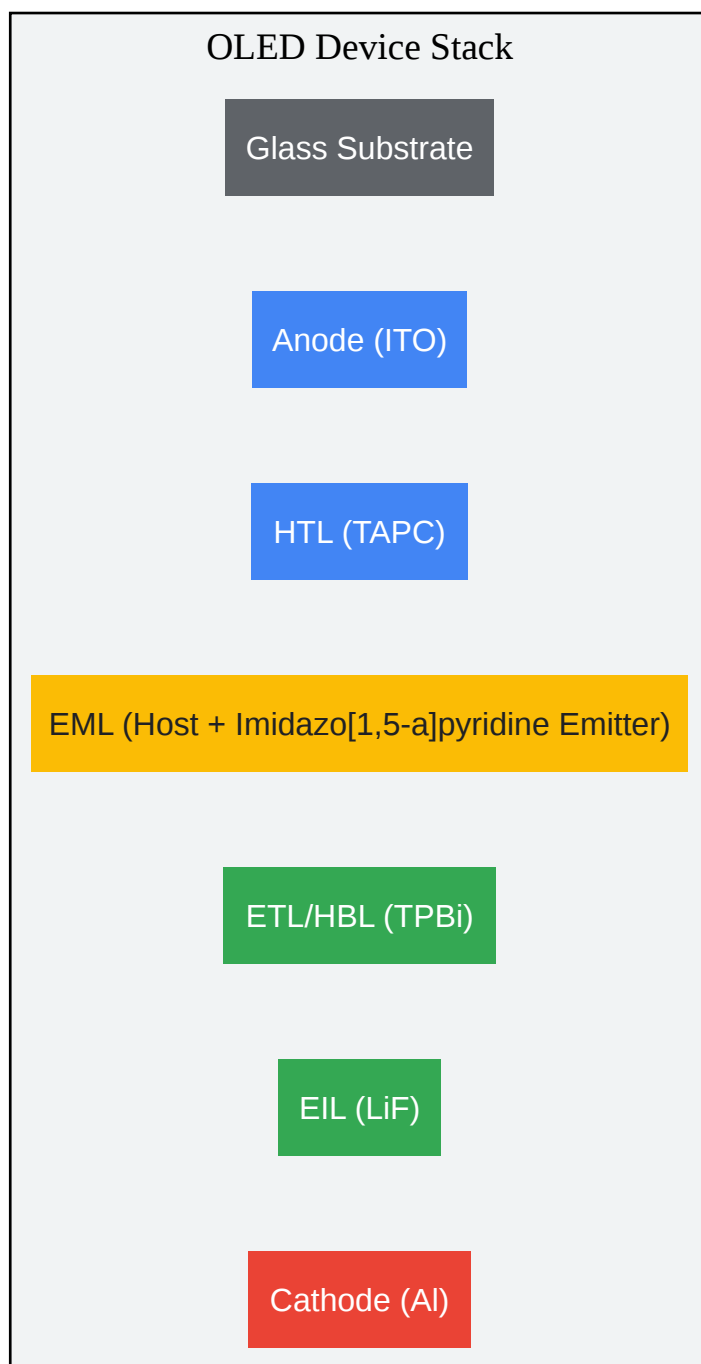 OLED Device Stack
Glass Substrate
Anode (ITO)
HTL (TAPC)
EML (Host + Imidazo[1,5-a]pyridine Emitter)
ETL/HBL (TPBi)
EIL (LiF)
Cathode (Al)